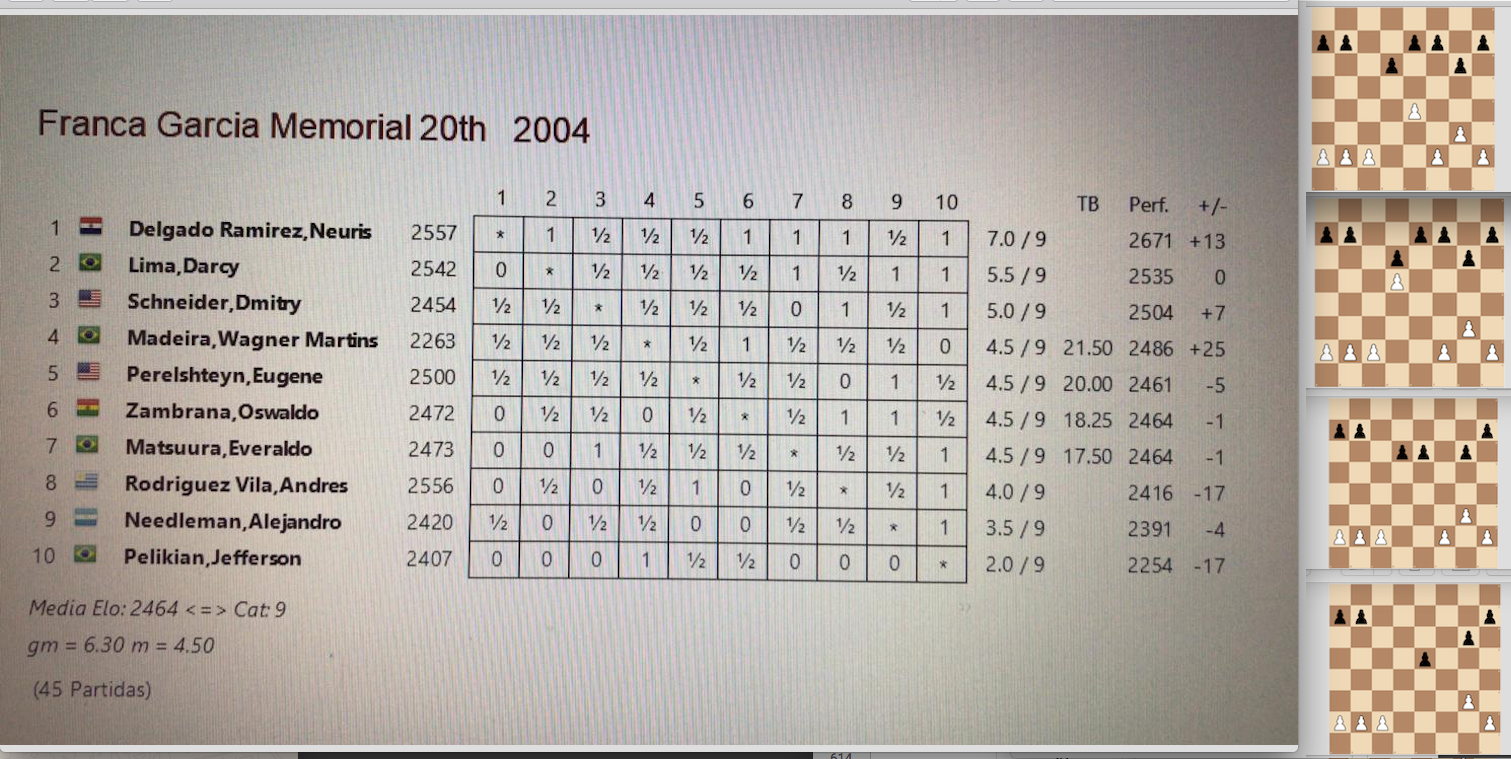 Franca Garcia Memorial 20th 2004
1 2 3 4 5 6 7 8 9 10 TB Perf. +/-
1 Delgado Ramirez,Neuris 2557 * 1 ½ ½ ½ 1 1 1 ½ 1 7.0 / 9 2671 +13
2 Lima,Darcy 2542 0 * ½ ½ ½ ½ 1 ½ 1 1 5.5 / 9 2535 0
3 Schneider,Dmitry 2454 ½ ½ * ½ ½ ½ 0 1 ½ 1 5.0 / 9 2504 +7
4 Madeira,Wagner Martins 2263 ½ ½ ½ * ½ 1 ½ ½ ½ 0 4.5 / 9 21.50 2486 +25
5 Perelshteyn,Eugene 2500 ½ ½ ½ ½ * ½ ½ 0 1 ½ 4.5 / 9 20.00 2461 -5
6 Zambrana,Oswaldo 2472 0 ½ ½ 0 ½ * ½ 1 1 ½ 4.5 / 9 18.25 2464 -1
7 Matsuura,Everaldo 2473 0 0 1 ½ ½ ½ * ½ ½ 1 4.5 / 9 17.50 2464 -1
8 Rodriguez Vila,Andres 2556 0 ½ 0 ½ 1 0 ½ * ½ 1 4.0 / 9 2416 -17
9 Needleman,Alejandro 2420 ½ 0 ½ ½ 0 0 ½ ½ * 1 3.5 / 9 2391 -4
10 Pelikian,Jefferson 2407 0 0 0 1 ½ ½ 0 0 0 * 2.0 / 9 2254 -17
Media Elo: 2464 <=> Cat: 9
gm = 6.30 m = 4.50
(45 Partidas)